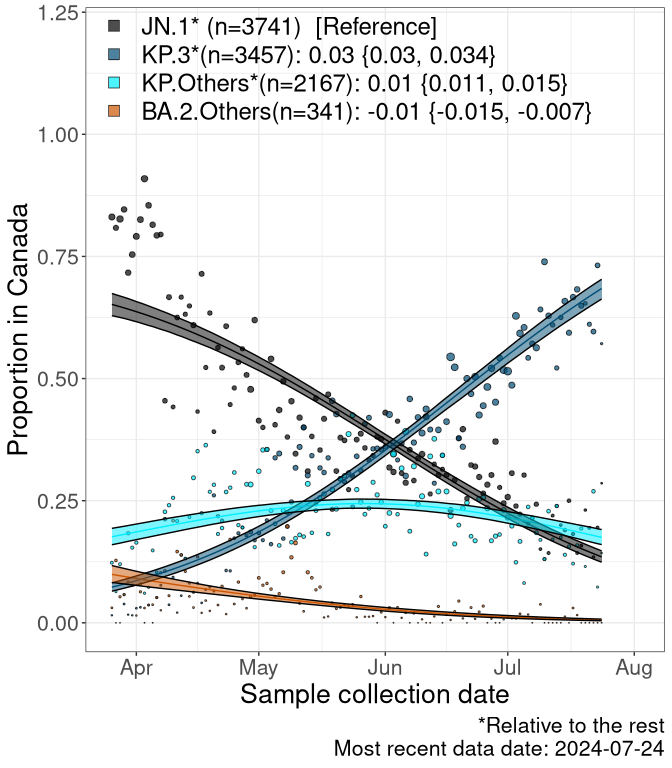 1.25
JN.1* (n=3741)  [Reference]
KP.3*(n=3457): 0.03 {0.03, 0.034}
KP.Others*(n=2167): 0.01 {0.011, 0.015}
BA.2.Others(n=341): -0.01 {-0.015, -0.007}
1.00
0.75
0.50
0.25
0.00
Proportion in Canada
Apr May Jun Jul Aug
Sample collection date
*Relative to the rest
Most recent data date: 2024-07-24